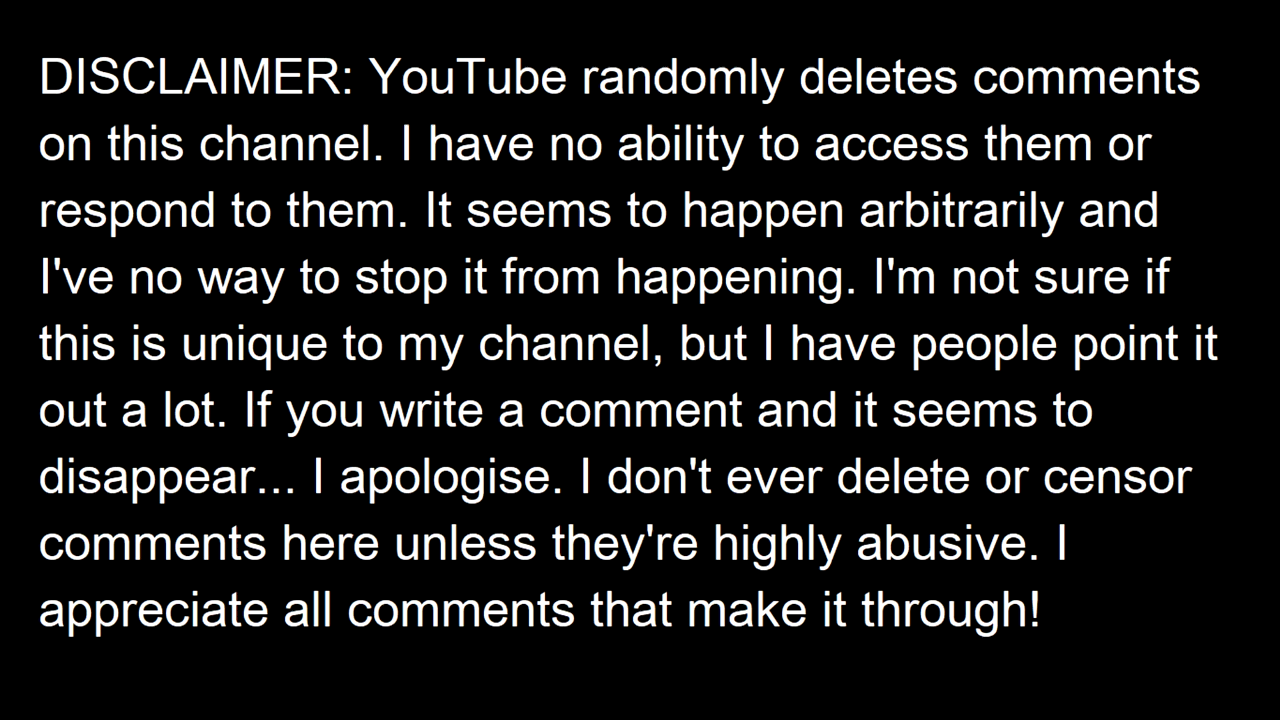 DISCLAIMER: YouTube randomly deletes comments
on this channel. I have no ability to access them or
respond to them. It seems to happen arbitrarily and
I've no way to stop it from happening. I'm not sure if
this is unique to my channel, but I have people point it
out a lot. If you write a comment and it seems to
disappear... I apologise. I don't ever delete or censor
comments here unless they're highly abusive. I
appreciate all comments that make it through!